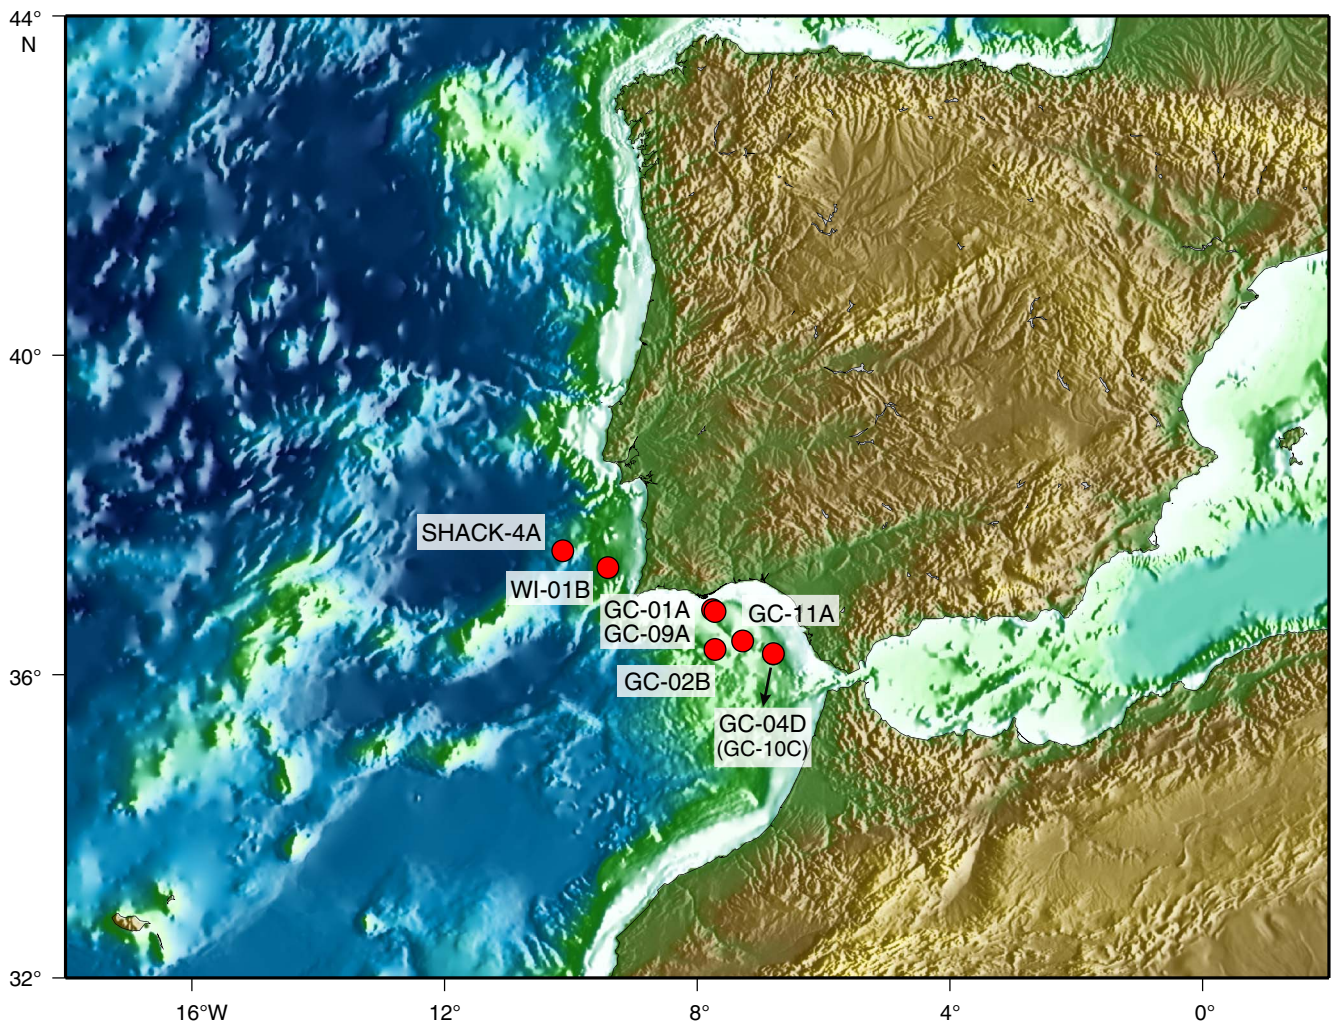 44°
N
40°
SHACK-4A
WI-01B
GC-01A
GC-09A
GC-11A
GC-02B
36°
GC-04D
(GC-10C)
32°
16°W
12°
8°
4°
0°